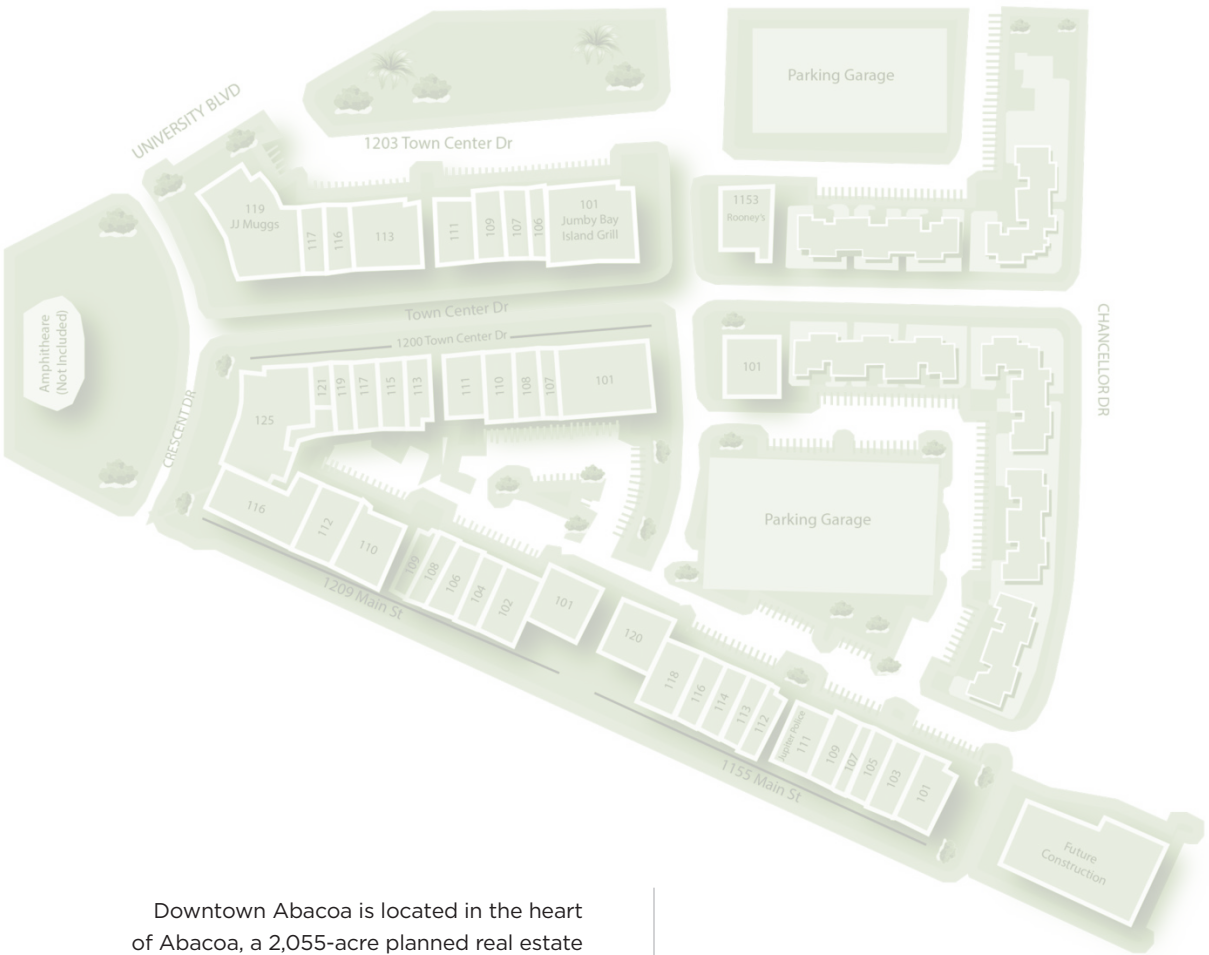 UNIVERSITY BLVD
Parking Garage
1203 Town Center Dr
119
JJ Muggs
117
116
113
111
109
107
106
101
Jumby Bay
Island Grill
1153
Rooney's
Amphitheare
(Not Included)
CRESCENT DR
Town Center Dr
1200 Town Center Dr
CHANCELLOR DR
125
121
119
117
115
113
111
110
108
107
101
101
Parking Garage
116
112
110
109
108
106
104
102
101
1209 Main St
120
118
116
114
113
112
Jupiter Police
111
109
107
105
103
101
1155 Main St
Future
Construction
Downtown Abacoa is located in the heart
of Abacoa, a 2,055-acre planned real estate